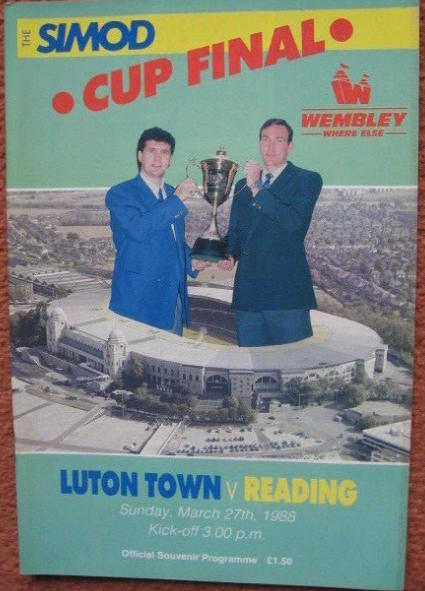 THE SIMOD
• CUP FINAL •
WEMBLEY
WHERE ELSE
LUTON TOWN v READING
Sunday, March 27th, 1988
Kick-off 3.00 p.m.
Official Souvenir Programme £1.50